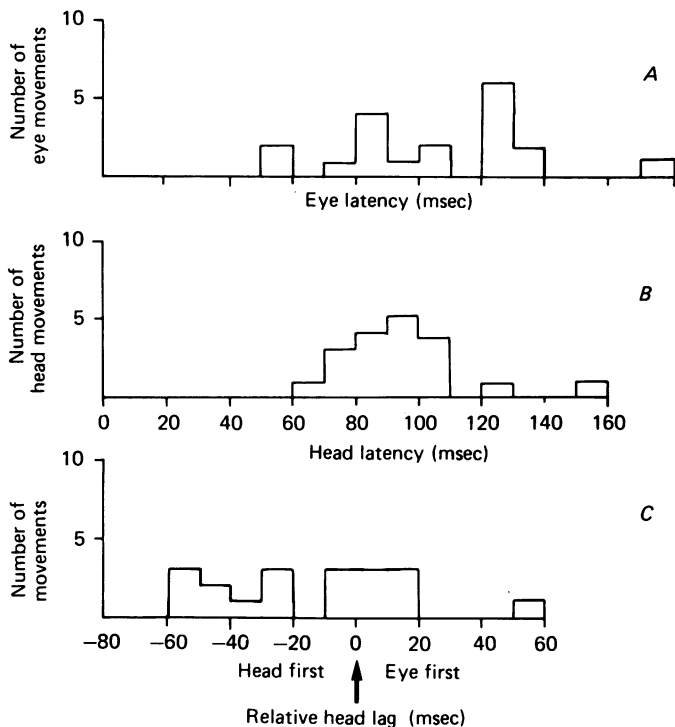 10
5
Number of
eye movements
A
Eye latency (msec)
10
5
Number of
head movements
B
0 20 40 60 80 100 120 140 160
Head latency (msec)
10
5
Number of
movements
C
−80 −60 −40 −20 0 20 40 60
Head first Eye first
Relative head lag (msec)